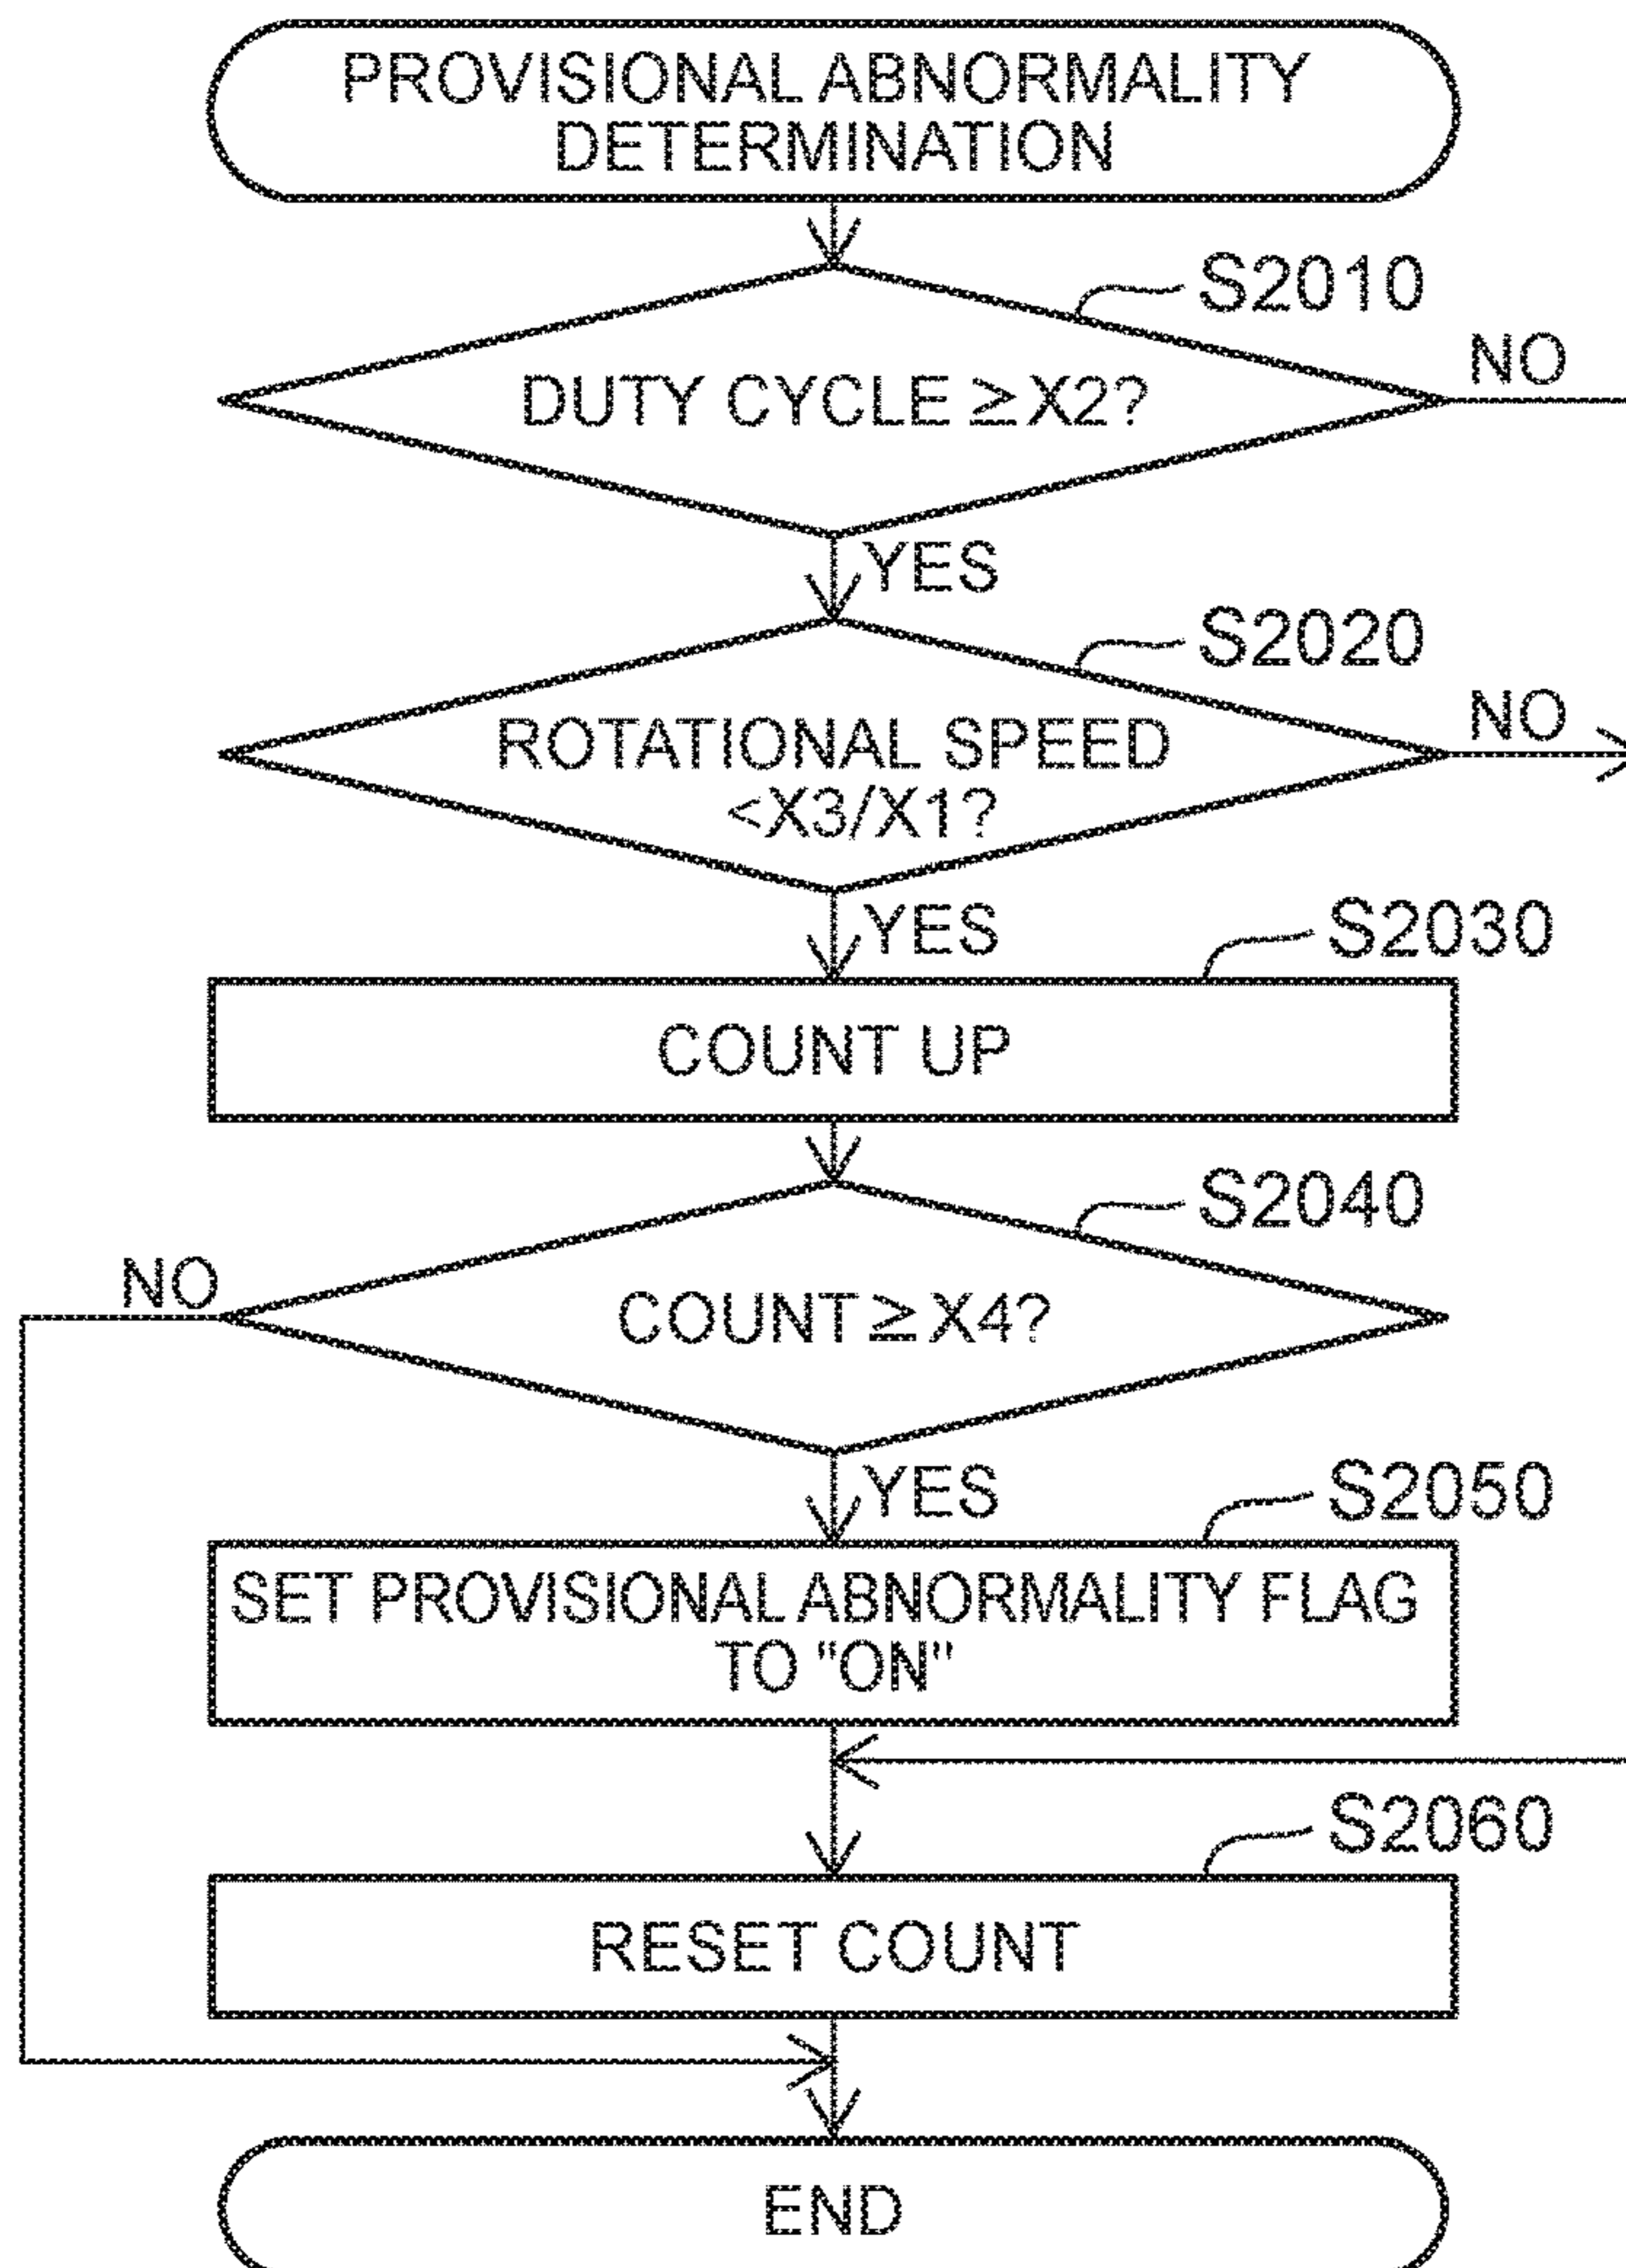 PROVISIONAL ABNORMALITY
DETERMINATION
S2010
DUTY CYCLE ≧ X2?
NO
YES
S2020
ROTATIONAL SPEED
<X3/X1?
NO
YES
S2030
COUNT UP
S2040
NO
COUNT ≧ X4?
YES
S2050
SET PROVISIONAL ABNORMALITY FLAG
TO "ON"
S2060
RESET COUNT
END